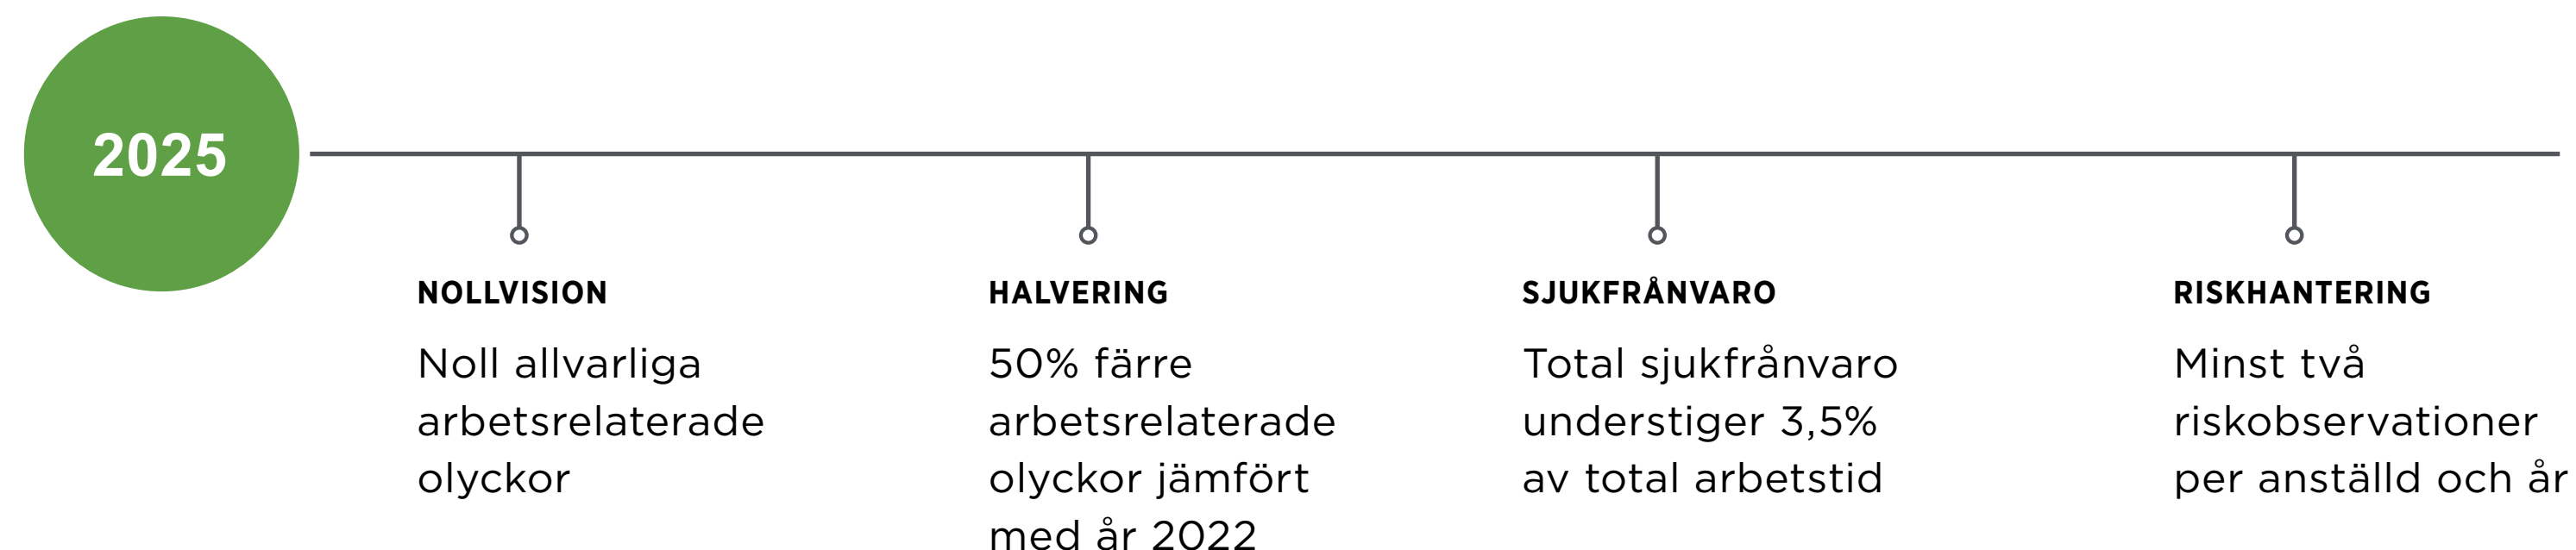 2025
NOLLVISION
Noll allvarliga
arbetsrelaterade
olyckor
HALVERING
50% färre
arbetsrelaterade
olyckor jämfört
med år 2022
SJUKFRÅNVARO
Total sjukfrånvaro
understiger 3,5%
av total arbetstid
RISKHANTERING
Minst två
riskobservationer
per anställd och år